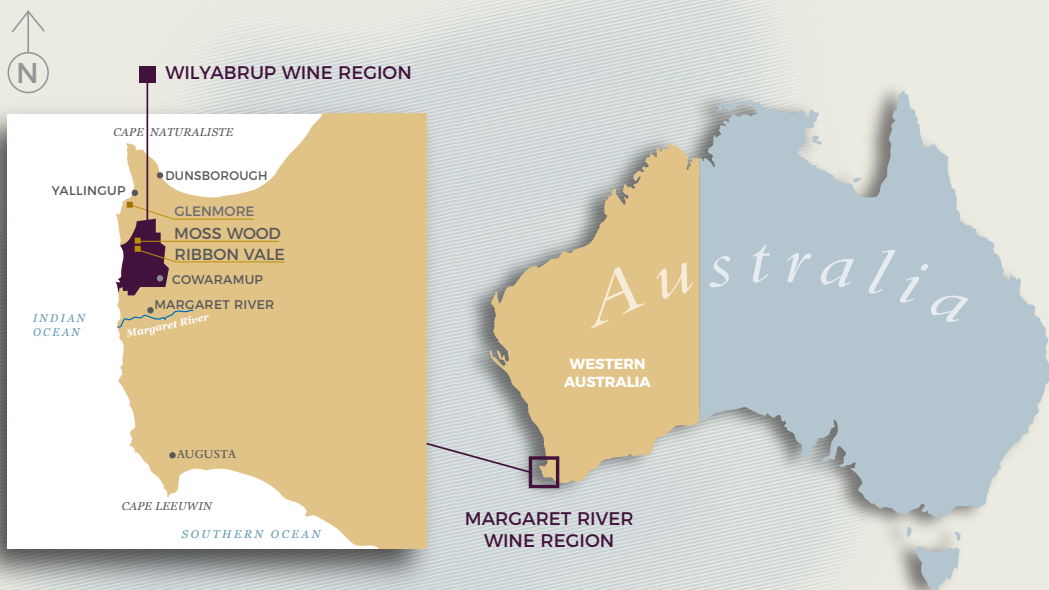 N
WILYABRUP WINE REGION
CAPE NATURALISTE
DUNSBOROUGH
YALLINGUP
GLENMORE
MOSS WOOD
RIBBON VALE
COWARAMUP
MARGARET RIVER
Margaret River
INDIAN
OCEAN
AUGUSTA
CAPE LEEUWIN
SOUTHERN OCEAN
Australia
WESTERN
AUSTRALIA
MARGARET RIVER
WINE REGION